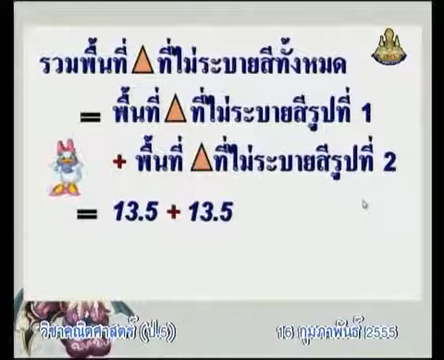 รวมพื้นที่ △ ที่ไม่ระบายสีทั้งหมด
= พื้นที่ △ ที่ไม่ระบายสีรูปที่ 1
+ พื้นที่ △ ที่ไม่ระบายสีรูปที่ 2
= 13.5 + 13.5
วิชาคณิตศาสตร์ (ป.5) 16 กุมภาพันธ์ 2555